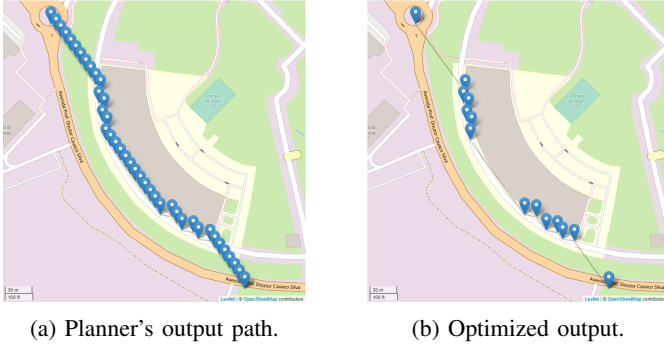 Avenida Prof. Doutor Cavaco Silva
30 m
100 ft
Leaflet | © OpenStreetMap contributors
Avenida Prof. Doutor Cavaco Silva
30 m
100 ft
Leaflet | © OpenStreetMap contributors
(a) Planner's output path.
(b) Optimized output.